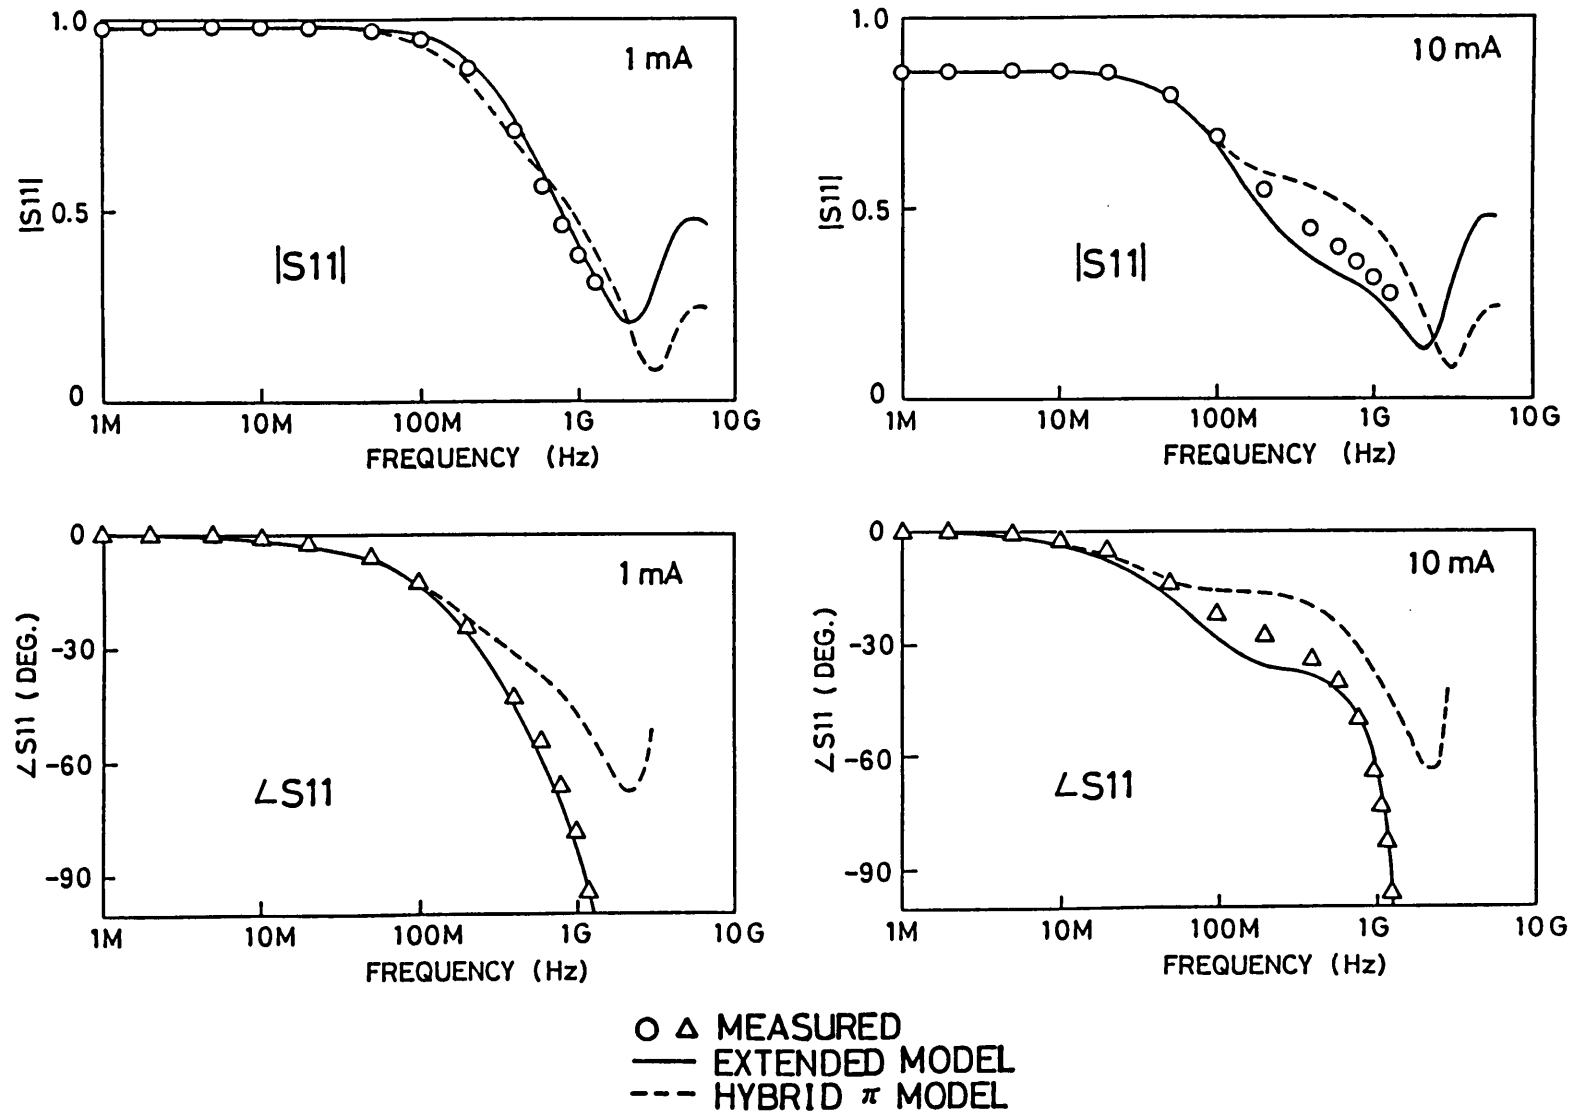 1.0
1 mA
|S11|
0.5
|S11|
0
1M 10M 100M 1G 10G
FREQUENCY (Hz)
1.0
10 mA
|S11|
0.5
|S11|
0
1M 10M 100M 1G 10G
FREQUENCY (Hz)
0
1 mA
∠S11 (DEG.)
-30
-60
∠S11
-90
1M 10M 100M 1G 10G
FREQUENCY (Hz)
0
10 mA
∠S11 (DEG.)
-30
-60
∠S11
-90
1M 10M 100M 1G 10G
FREQUENCY (Hz)
○ △ MEASURED
EXTENDED MODEL
HYBRID π MODEL